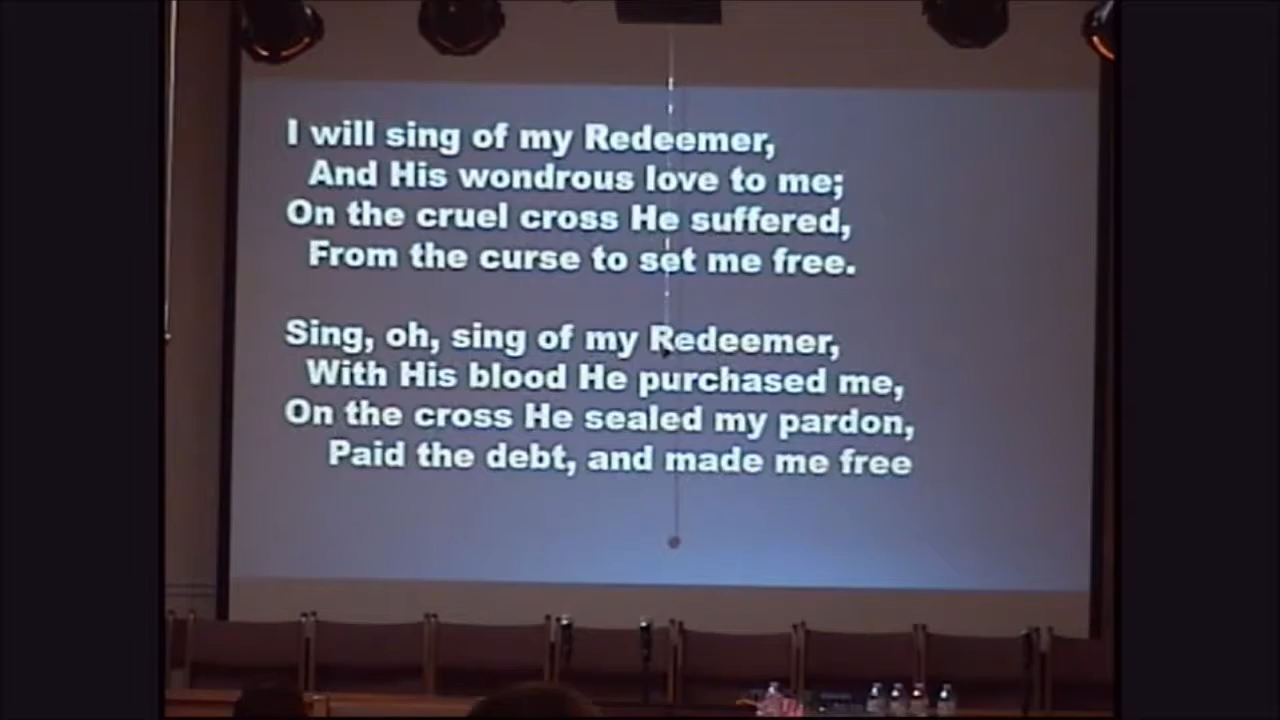 I will sing of my Redeemer,
And His wondrous love to me;
On the cruel cross He suffered,
From the curse to set me free.
Sing, oh, sing of my Redeemer,
With His blood He purchased me,
On the cross He sealed my pardon,
Paid the debt, and made me free